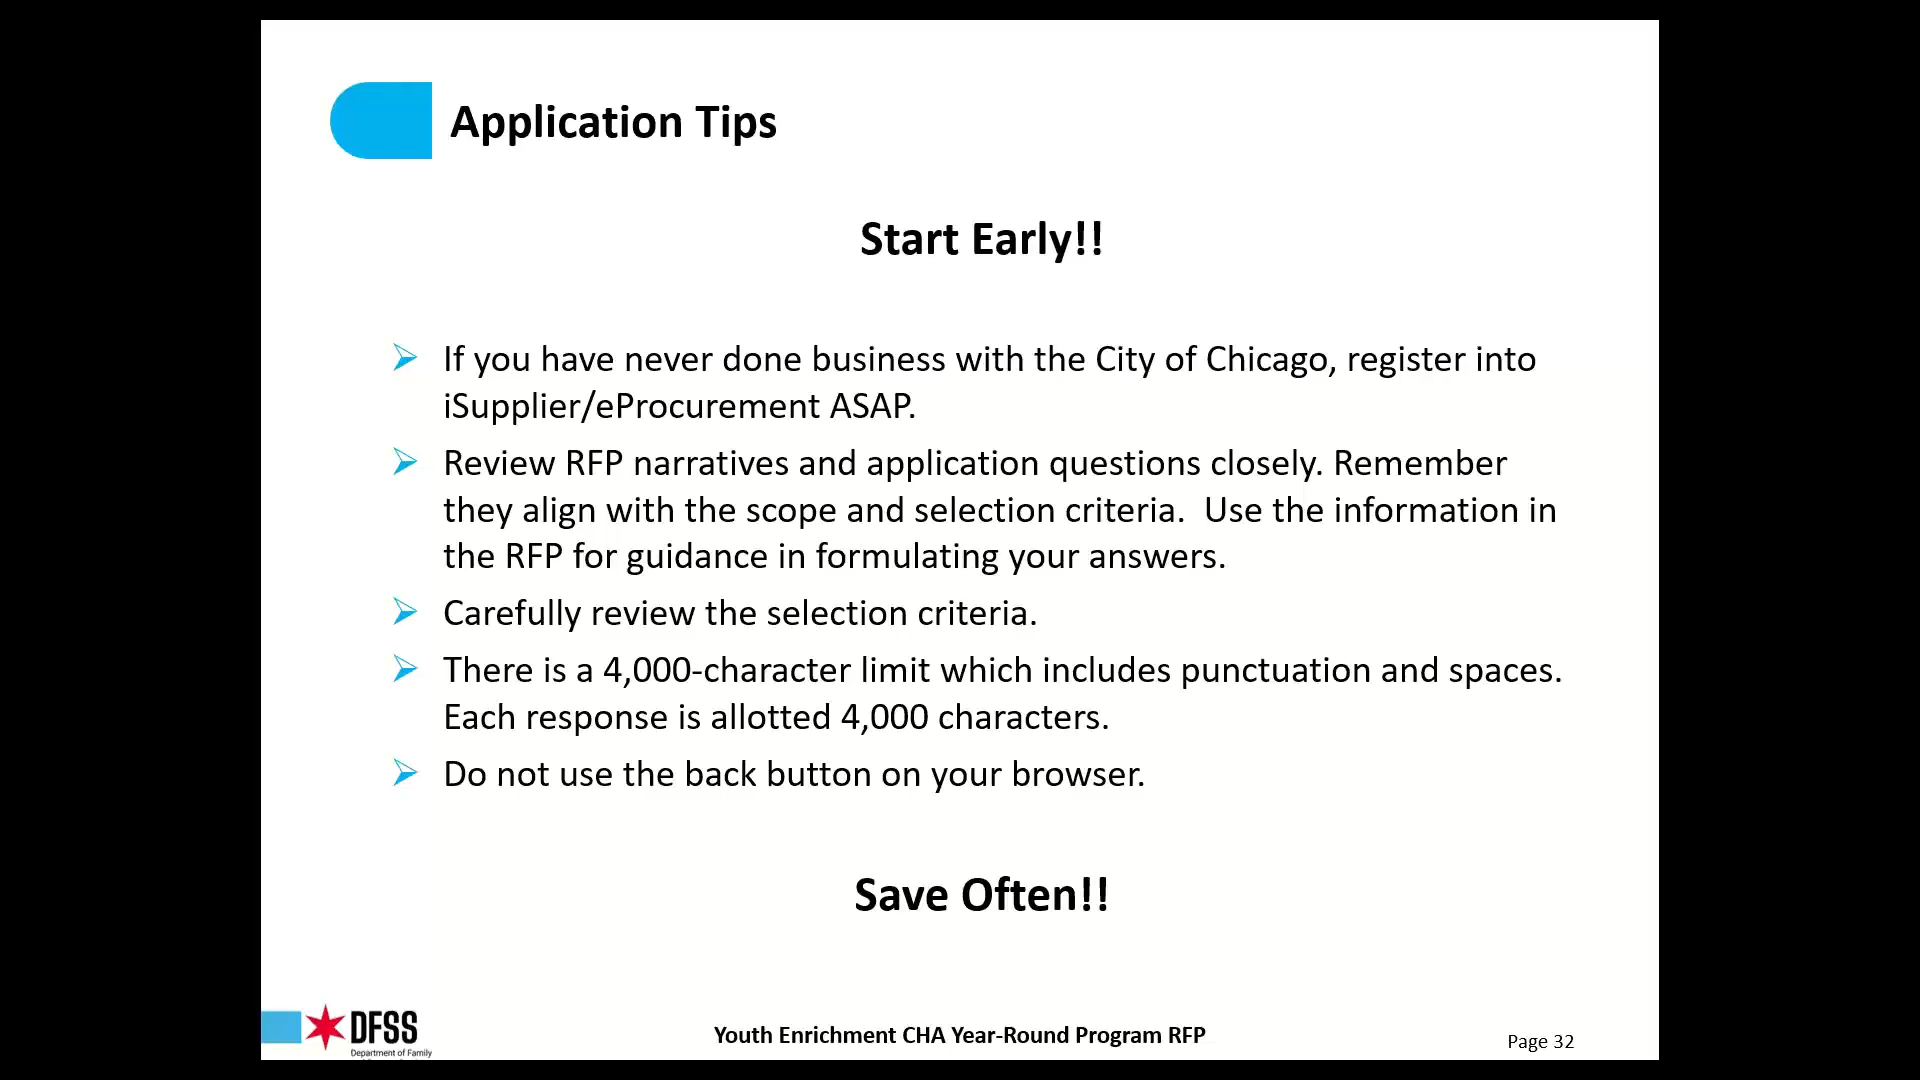 Application Tips
Start Early!!
If you have never done business with the City of Chicago, register into
iSupplier/eProcurement ASAP.
Review RFP narratives and application questions closely. Remember
they align with the scope and selection criteria.  Use the information in
the RFP for guidance in formulating your answers.
Carefully review the selection criteria.
There is a 4,000-character limit which includes punctuation and spaces.
Each response is allotted 4,000 characters.
Do not use the back button on your browser.
Save Often!!
DFSS
Department of Family
Youth Enrichment CHA Year-Round Program RFP
Page 32